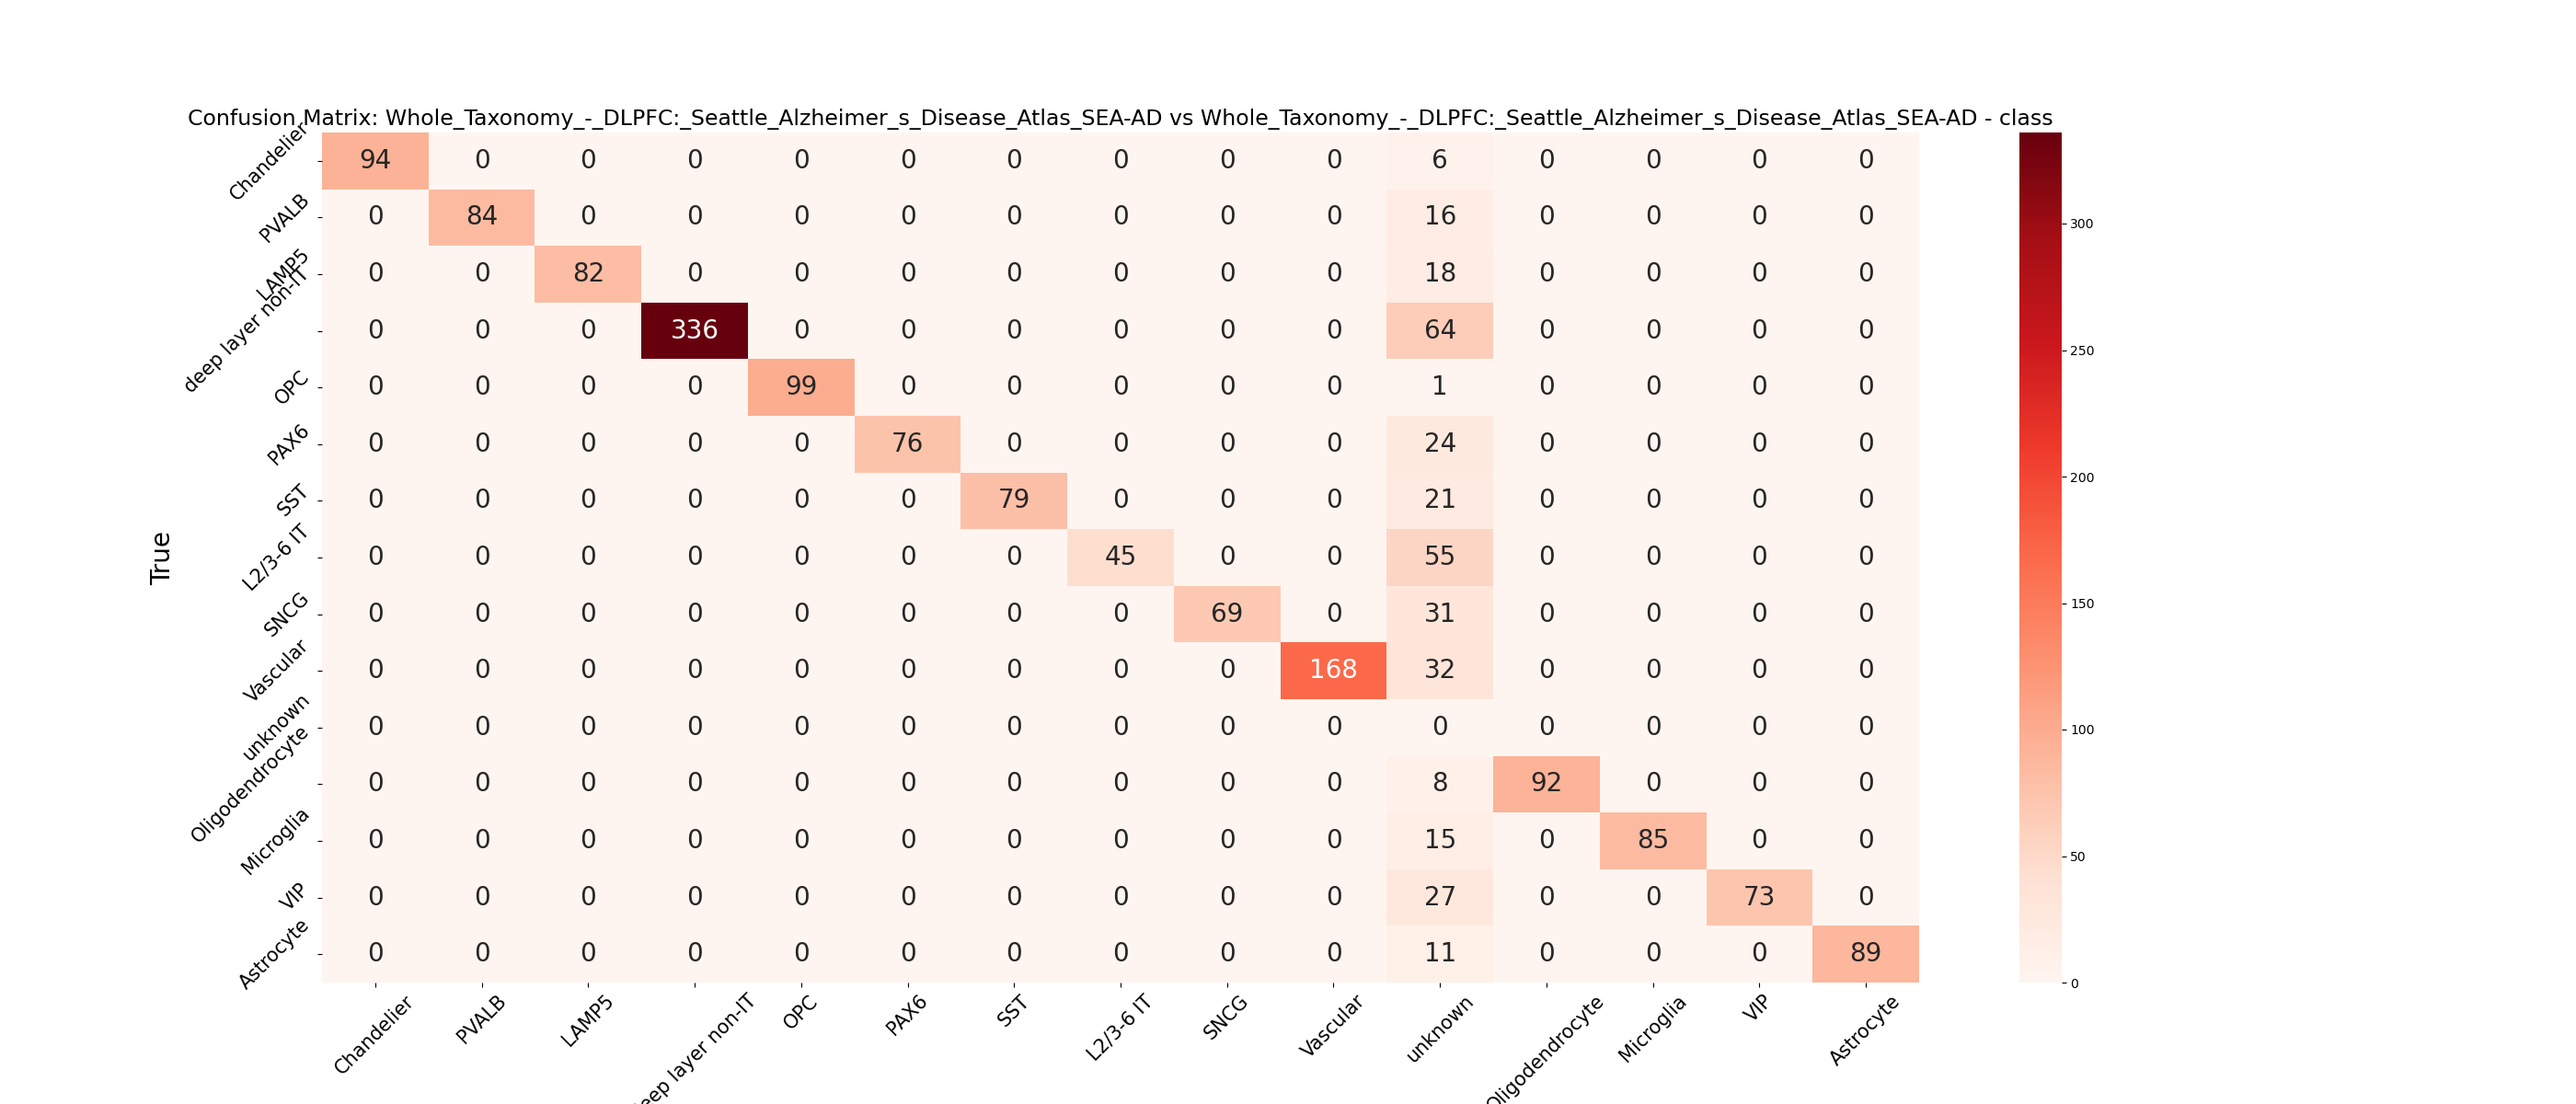 Confusion Matrix: Whole_Taxonomy_-_DLPFC:_Seattle_Alzheimer_s_Disease_Atlas_SEA-AD vs Whole_Taxonomy_-_DLPFC:_Seattle_Alzheimer_s_Disease_Atlas_SEA-AD - class
True
Chandelier 94 0 0 0 0 0 0 0 0 0 6 0 0 0 0
PVALB 0 84 0 0 0 0 0 0 0 0 16 0 0 0 0
LAMP5 0 0 82 0 0 0 0 0 0 0 18 0 0 0 0
deep layer non-IT 0 0 0 336 0 0 0 0 0 0 64 0 0 0 0
OPC 0 0 0 0 99 0 0 0 0 0 1 0 0 0 0
PAX6 0 0 0 0 0 76 0 0 0 0 24 0 0 0 0
SST 0 0 0 0 0 0 79 0 0 0 21 0 0 0 0
L2/3-6 IT 0 0 0 0 0 0 0 45 0 0 55 0 0 0 0
SNCG 0 0 0 0 0 0 0 0 69 0 31 0 0 0 0
Vascular 0 0 0 0 0 0 0 0 0 168 32 0 0 0 0
unknown 0 0 0 0 0 0 0 0 0 0 0 0 0 0 0
Oligodendrocyte 0 0 0 0 0 0 0 0 0 0 8 92 0 0 0
Microglia 0 0 0 0 0 0 0 0 0 0 15 0 85 0 0
VIP 0 0 0 0 0 0 0 0 0 0 27 0 0 73 0
Astrocyte 0 0 0 0 0 0 0 0 0 0 11 0 0 0 89
Chandelier PVALB LAMP5 eep layer non-IT OPC PAX6 SST L2/3-6 IT SNCG Vascular unknown Oligodendrocyte Microglia VIP Astrocyte
300
250
200
150
100
50
0